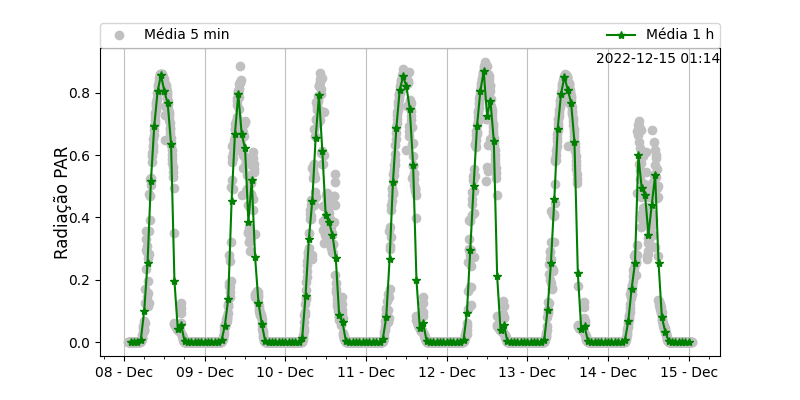 Média 5 min
Média 1 h
2022-12-15 01:14
Radiação PAR
0.8
0.6
0.4
0.2
0.0
08 - Dec
09 - Dec
10 - Dec
11 - Dec
12 - Dec
13 - Dec
14 - Dec
15 - Dec